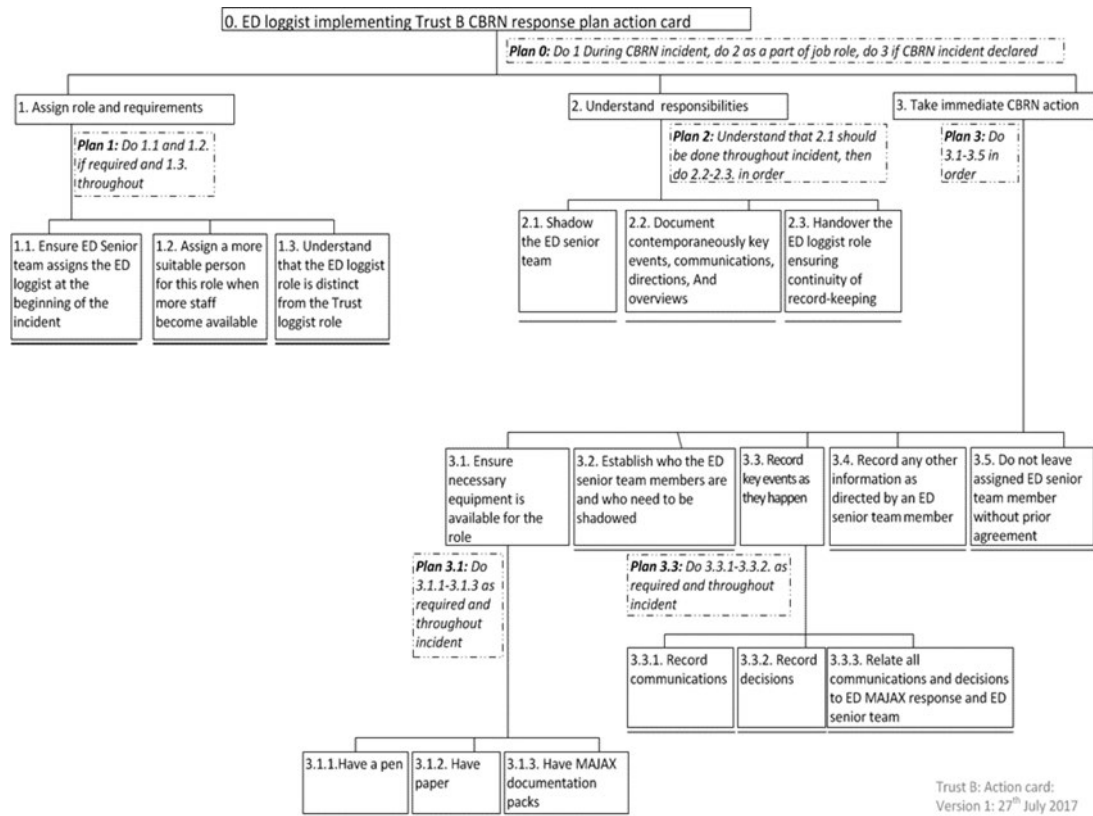 0. ED loggist implementing Trust B CBRN response plan action card
Plan 0: Do 1 During CBRN incident, do 2 as a part of job role, do 3 if CBRN incident declared
1. Assign role and requirements
Plan 1: Do 1.1 and 1.2.
if required and 1.3.
throughout
2. Understand responsibilities
Plan 2: Understand that 2.1 should
be done throughout incident, then
do 2.2-2.3. in order
3. Take immediate CBRN action
Plan 3: Do
3.1-3.5 in
order
1.1. Ensure ED Senior
team assigns the ED
loggist at the
beginning of the
incident
1.2. Assign a more
suitable person
for this role when
more staff
become available
1.3. Understand
that the ED loggist
role is distinct
from the Trust
loggist role
2.1. Shadow
the ED senior
team
2.2. Document
contemporaneously key
events, communications,
directions, And
overviews
2.3. Handover the
ED loggist role
ensuring
continuity of
record-keeping
3.1. Ensure
necessary
equipment is
available for the
role
3.2. Establish who the ED
senior team members are
and who need to be
shadowed
3.3. Record
key events as
they happen
3.4. Record any other
information as
directed by an ED
senior team member
3.5. Do not leave
assigned ED senior
team member
without prior
agreement
Plan 3.1: Do
3.1.1-3.1.3 as
required and
throughout
incident
Plan 3.3: Do 3.3.1-3.3.2. as
required and throughout
incident
3.3.1. Record
communications
3.3.2. Record
decisions
3.3.3. Relate all
communications and decisions
to ED MAJAX response and ED
senior team
3.1.1.Have a pen
3.1.2. Have
paper
3.1.3. Have MAJAX
documentation
packs
Trust B: Action card:
Version 1: 27th July 2017